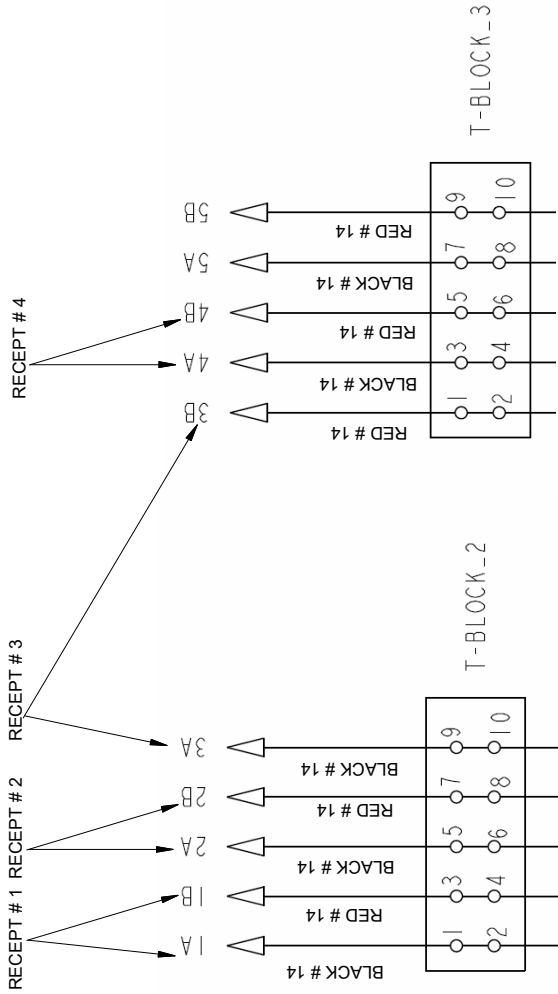 RECEPT # 4
RECEPT # 3
RECEPT # 2
RECEPT # 1
5B
5A
4B
4A
3B
3A
2B
2A
1B
1A
RED # 14
BLACK # 14
RED # 14
BLACK # 14
RED # 14
BLACK # 14
RED # 14
BLACK # 14
RED # 14
BLACK # 14
9 10
7 8
5 6
3 4
1 2
T-BLOCK_3
9 10
7 8
5 6
3 4
1 2
T-BLOCK_2